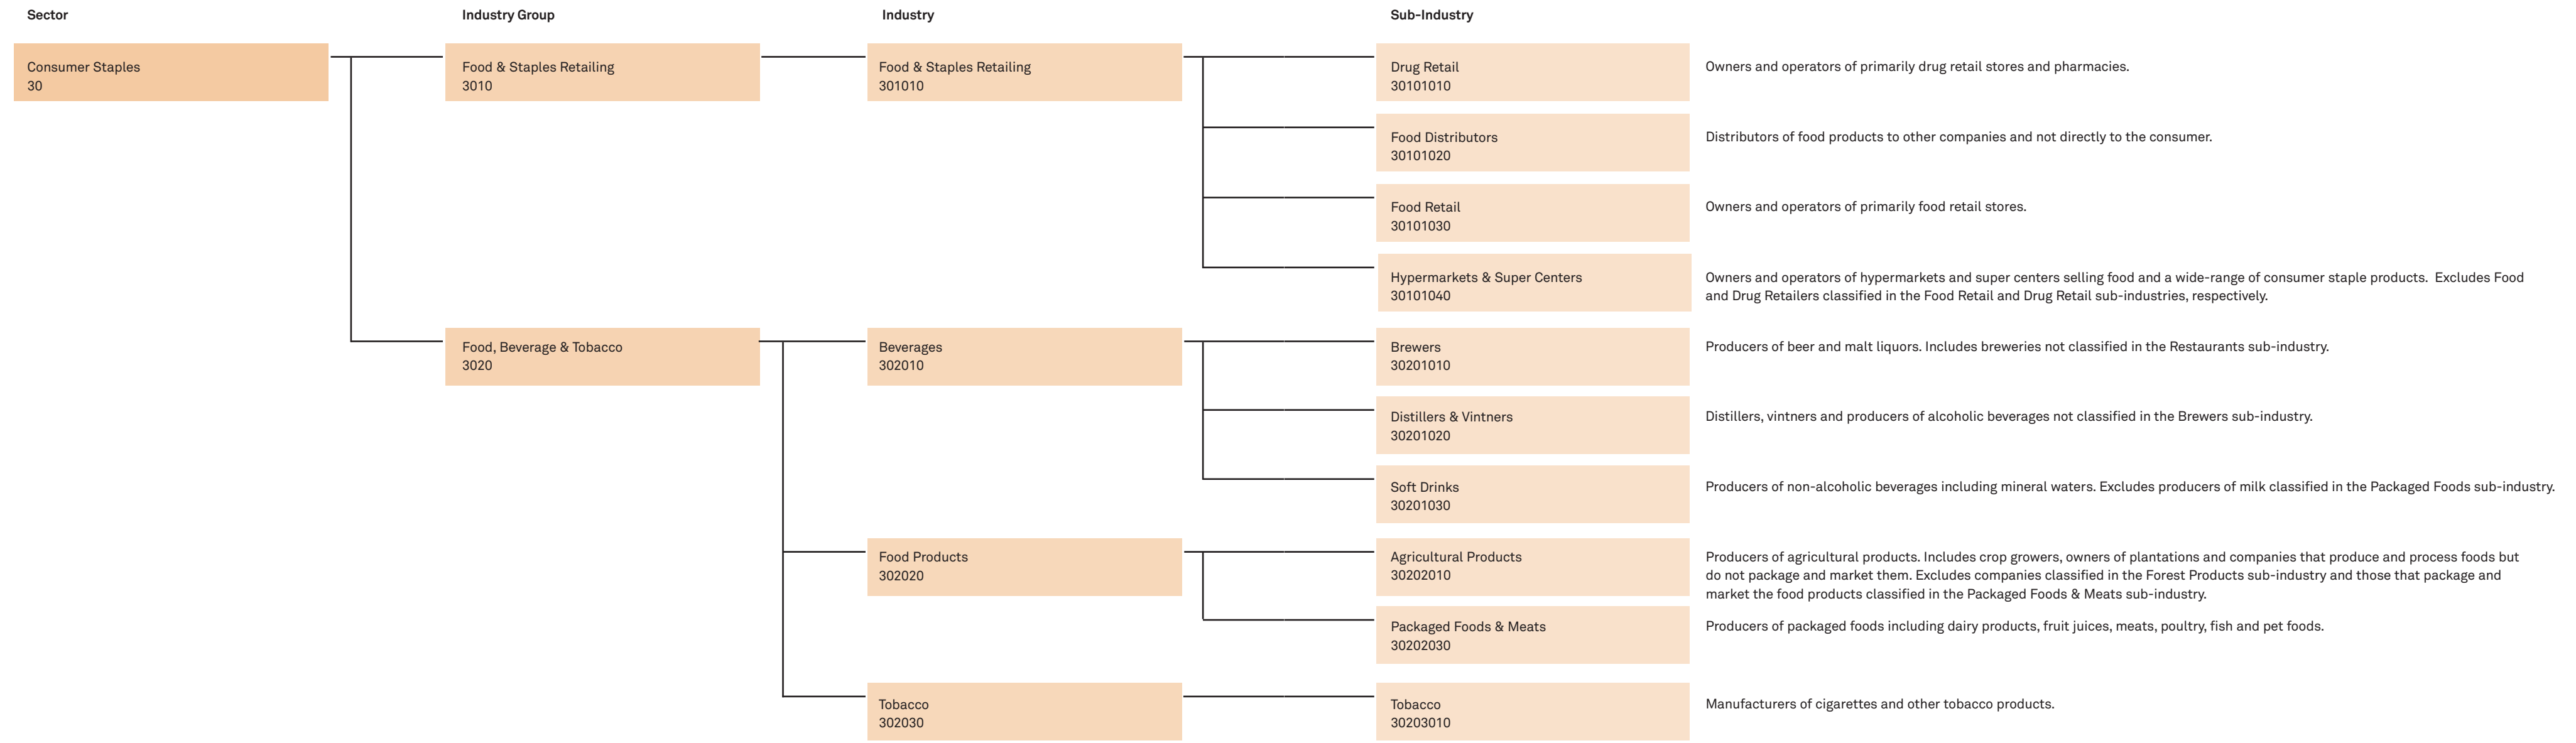 Sector
Industry Group
Industry
Sub-Industry
Consumer Staples
30
Food & Staples Retailing
3010
Food & Staples Retailing
301010
Drug Retail
30101010
Owners and operators of primarily drug retail stores and pharmacies.
Food Distributors
30101020
Distributors of food products to other companies and not directly to the consumer.
Food Retail
30101030
Owners and operators of primarily food retail stores.
Hypermarkets & Super Centers
30101040
Owners and operators of hypermarkets and super centers selling food and a wide-range of consumer staple products.  Excludes Food
and Drug Retailers classified in the Food Retail and Drug Retail sub-industries, respectively.
Food, Beverage & Tobacco
3020
Beverages
302010
Brewers
30201010
Producers of beer and malt liquors. Includes breweries not classified in the Restaurants sub-industry.
Distillers & Vintners
30201020
Distillers, vintners and producers of alcoholic beverages not classified in the Brewers sub-industry.
Soft Drinks
30201030
Producers of non-alcoholic beverages including mineral waters. Excludes producers of milk classified in the Packaged Foods sub-industry.
Food Products
302020
Agricultural Products
30202010
Producers of agricultural products. Includes crop growers, owners of plantations and companies that produce and process foods but
do not package and market them. Excludes companies classified in the Forest Products sub-industry and those that package and
market the food products classified in the Packaged Foods & Meats sub-industry.
Packaged Foods & Meats
30202030
Producers of packaged foods including dairy products, fruit juices, meats, poultry, fish and pet foods.
Tobacco
302030
Tobacco
30203010
Manufacturers of cigarettes and other tobacco products.